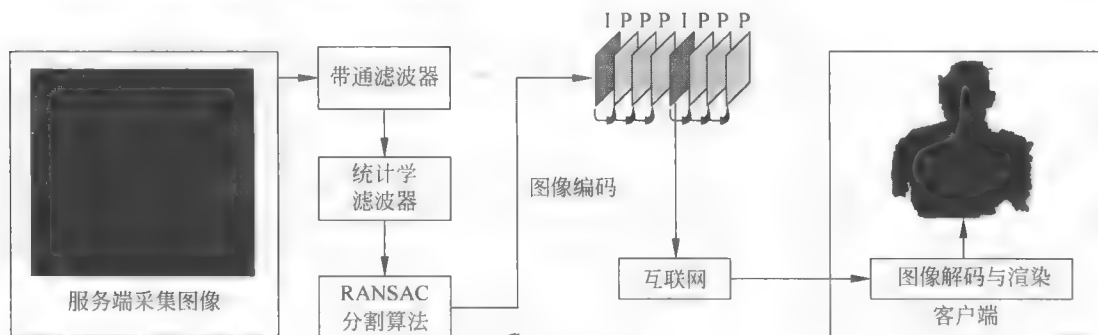 I P P P I P P P
带通滤波器
统计学
滤波器
RANSAC
分割算法
服务端采集图像
图像编码
互联网
图像解码与渲染
客户端